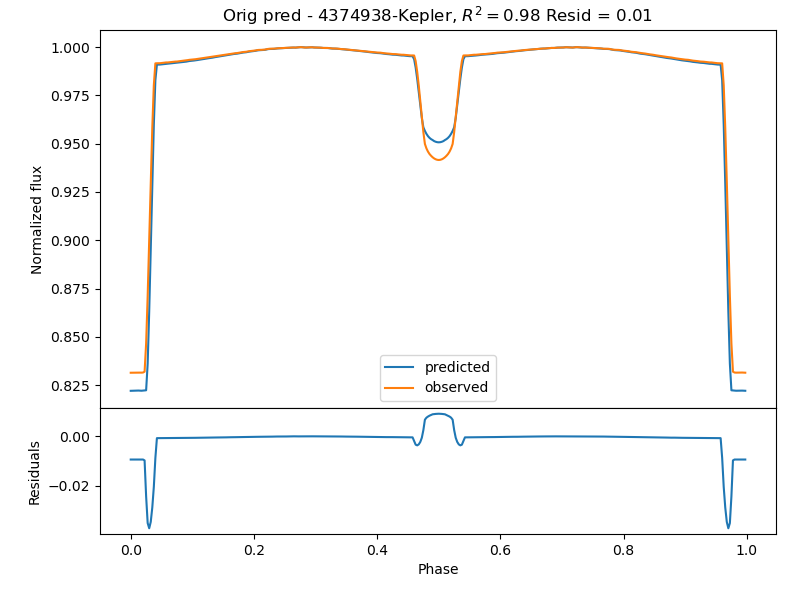 Orig pred - 4374938-Kepler, R² = 0.98 Resid = 0.01
1.000
0.975
0.950
0.925
0.900
0.875
0.850
0.825
Normalized flux
predicted
observed
0.00
−0.02
Residuals
0.0 0.2 0.4 0.6 0.8 1.0
Phase